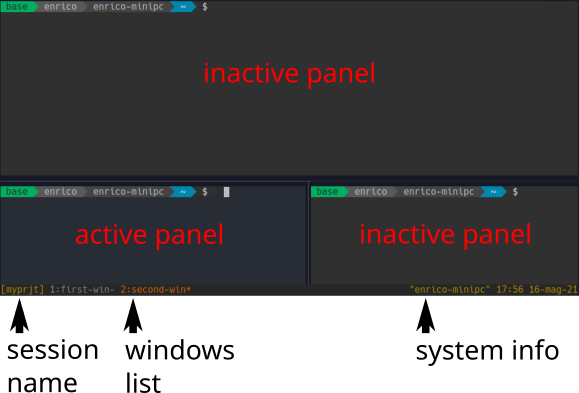 base enrico enrico-minipc ~ $
inactive panel
base enrico enrico-minipc ~ $
base enrico enrico-minipc ~ $
active panel
inactive panel
[myprjt] 1:first-win- 2:second-win*
"enrico-minipc" 17:56 16-mag-21
session
name
windows
list
system info